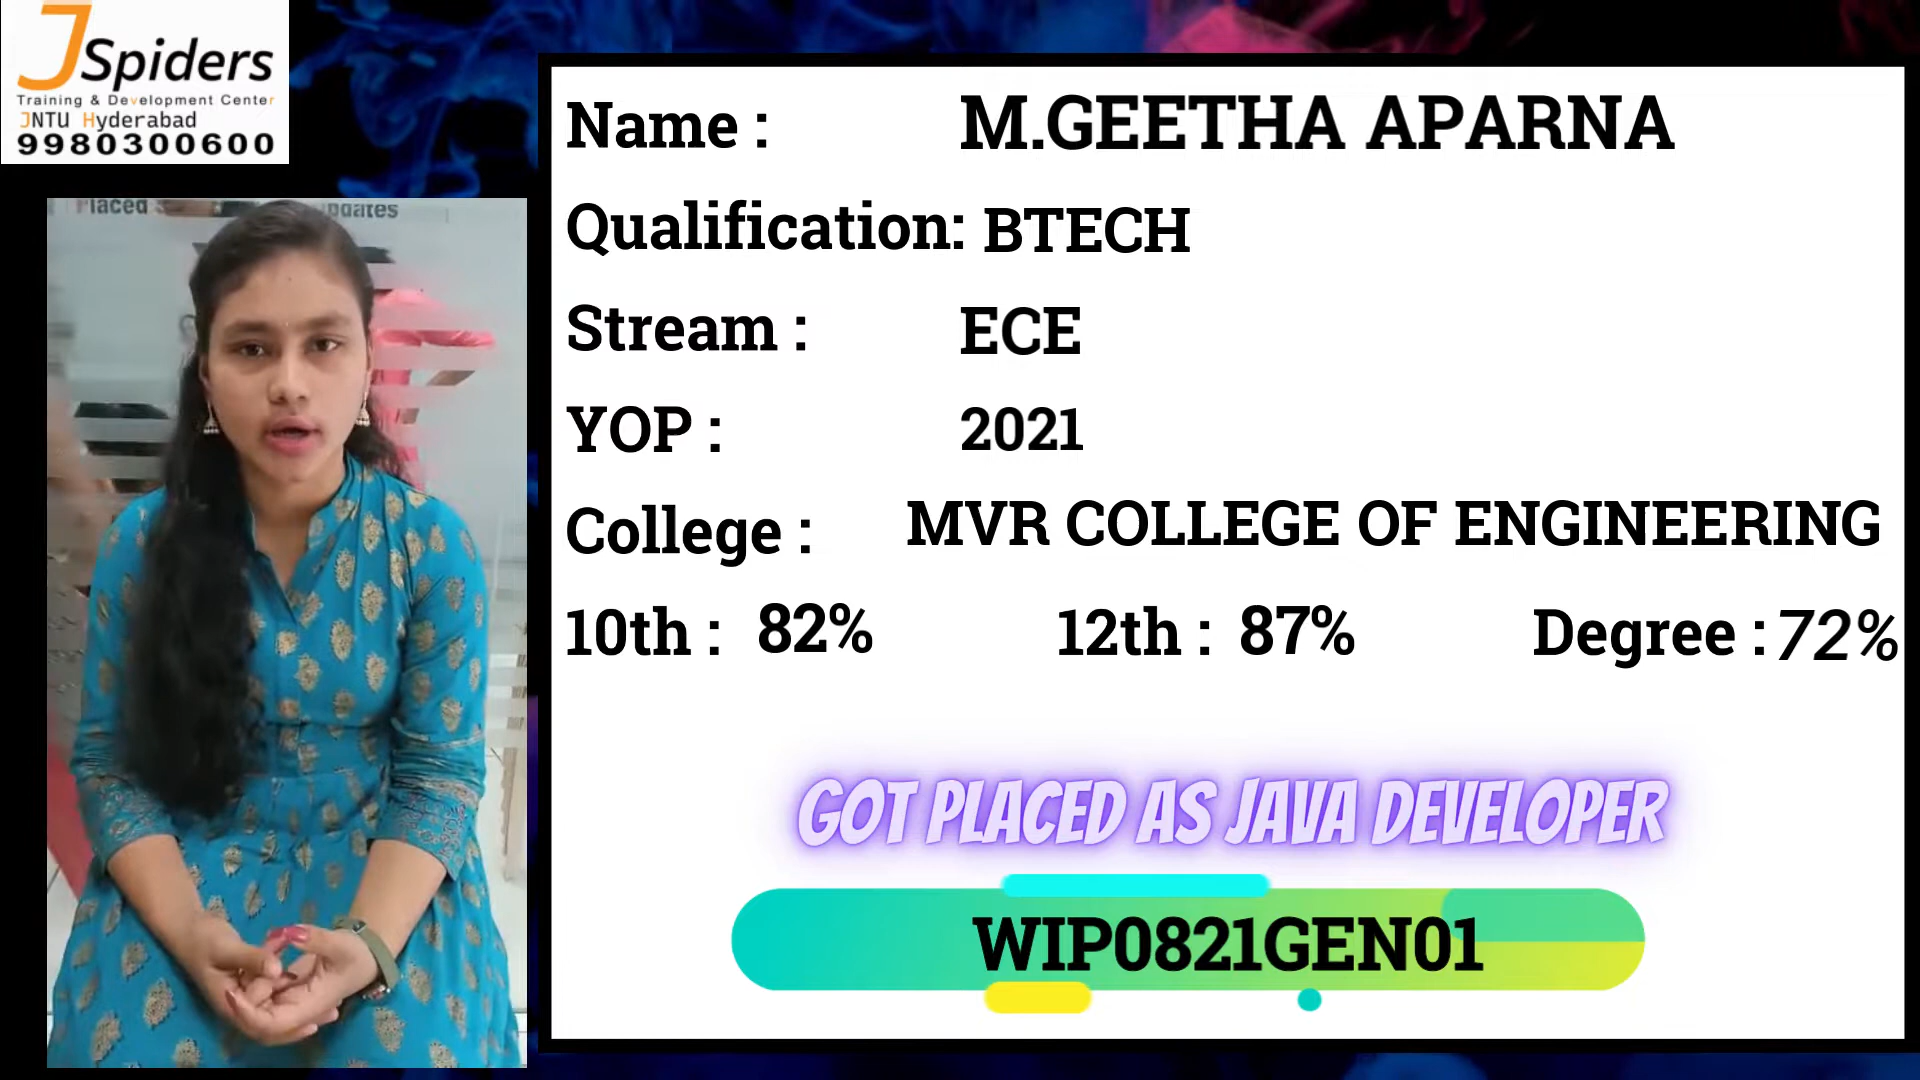 JSpiders
Training & Development Center
JNTU Hyderabad
9980300600
Placed
Name : M.GEETHA APARNA
Qualification: BTECH
Stream : ECE
YOP : 2021
College : MVR COLLEGE OF ENGINEERING
10th : 82% 12th : 87% Degree : 72%
GOT PLACED AS JAVA DEVELOPER
WIP0821GEN01